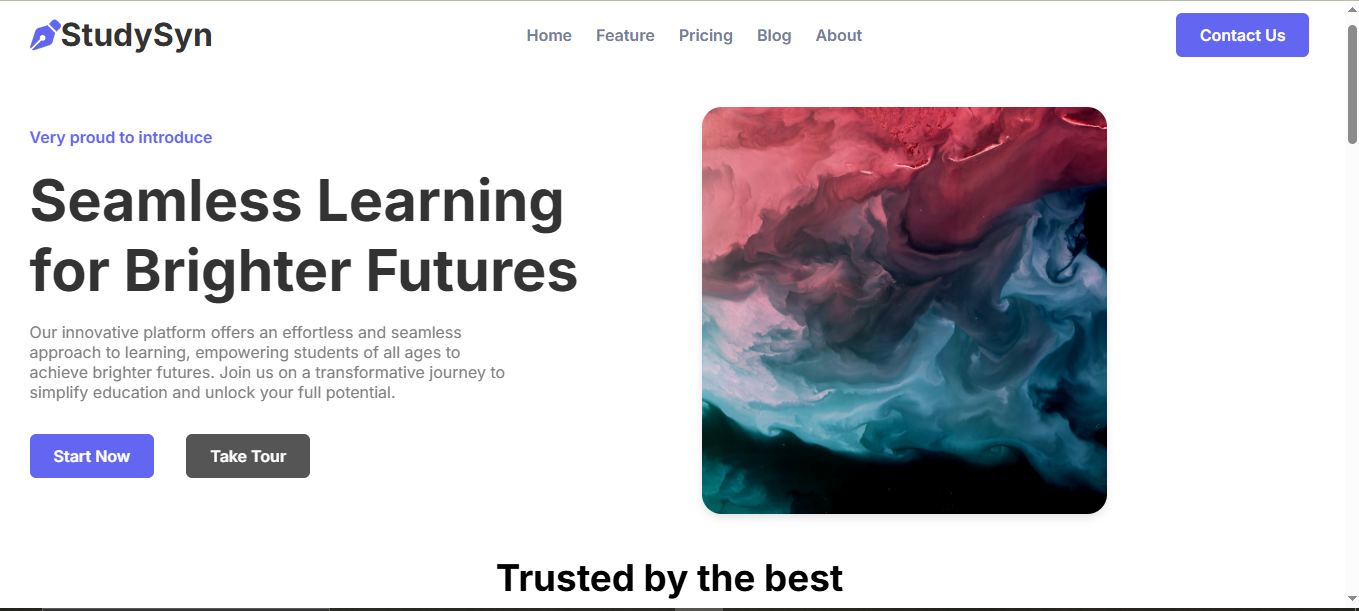 StudySyn
Home Feature Pricing Blog About
Contact Us
Very proud to introduce
Seamless Learning
for Brighter Futures
Our innovative platform offers an effortless and seamless
approach to learning, empowering students of all ages to
achieve brighter futures. Join us on a transformative journey to
simplify education and unlock your full potential.
Start Now
Take Tour
Trusted by the best